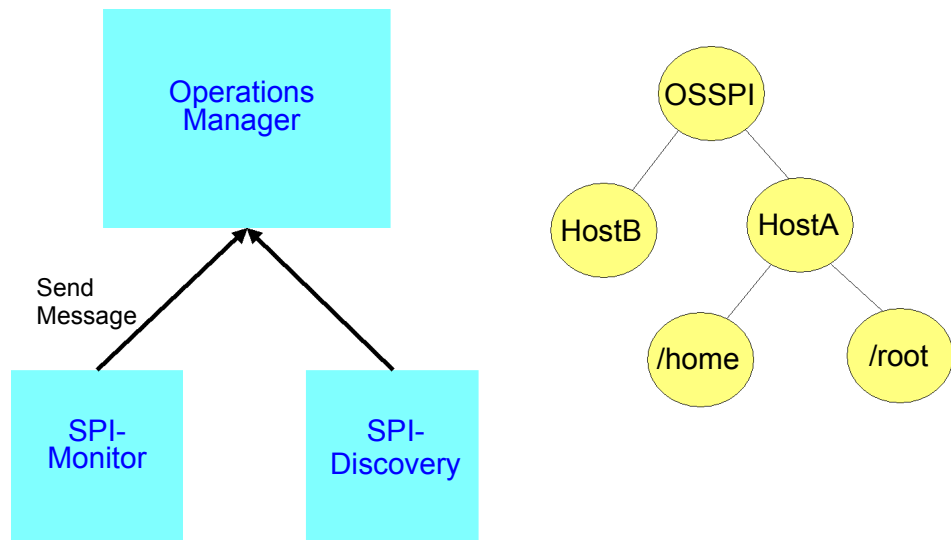 Operations
Manager
Send
Message
SPI-
Monitor
SPI-
Discovery
OSSPI
HostB
HostA
/home
/root